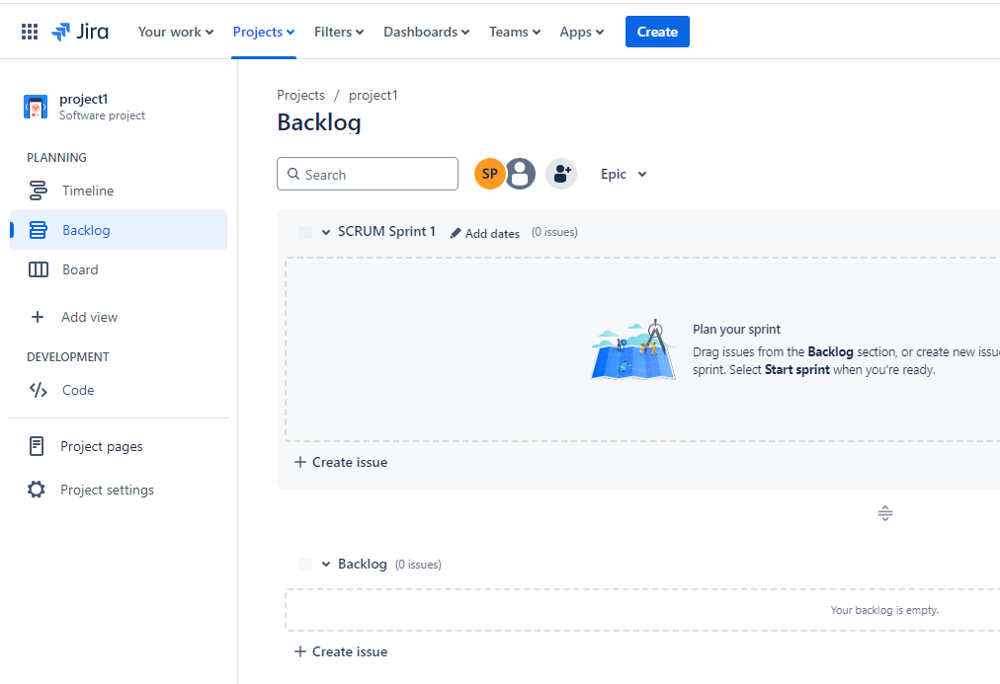 Jira Your work Projects Filters Dashboards Teams Apps Create
project1
Software project
PLANNING
Timeline
Backlog
Board
Add view
DEVELOPMENT
Code
Project pages
Project settings
Projects / project1
Backlog
Search SP Epic
SCRUM Sprint 1 Add dates (0 issues)
Plan your sprint
Drag issues from the Backlog section, or create new issu
sprint. Select Start sprint when you're ready.
+ Create issue
Backlog (0 issues)
Your backlog is empty.
+ Create issue